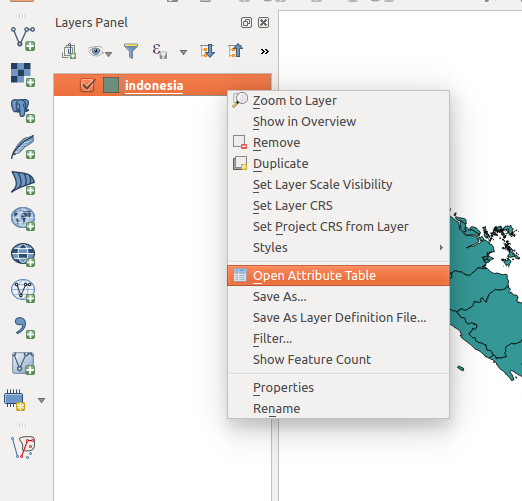 Layers Panel
indonesia
Zoom to Layer
Show in Overview
Remove
Duplicate
Set Layer Scale Visibility
Set Layer CRS
Set Project CRS from Layer
Styles
Open Attribute Table
Save As...
Save As Layer Definition File...
Filter...
Show Feature Count
Properties
Rename